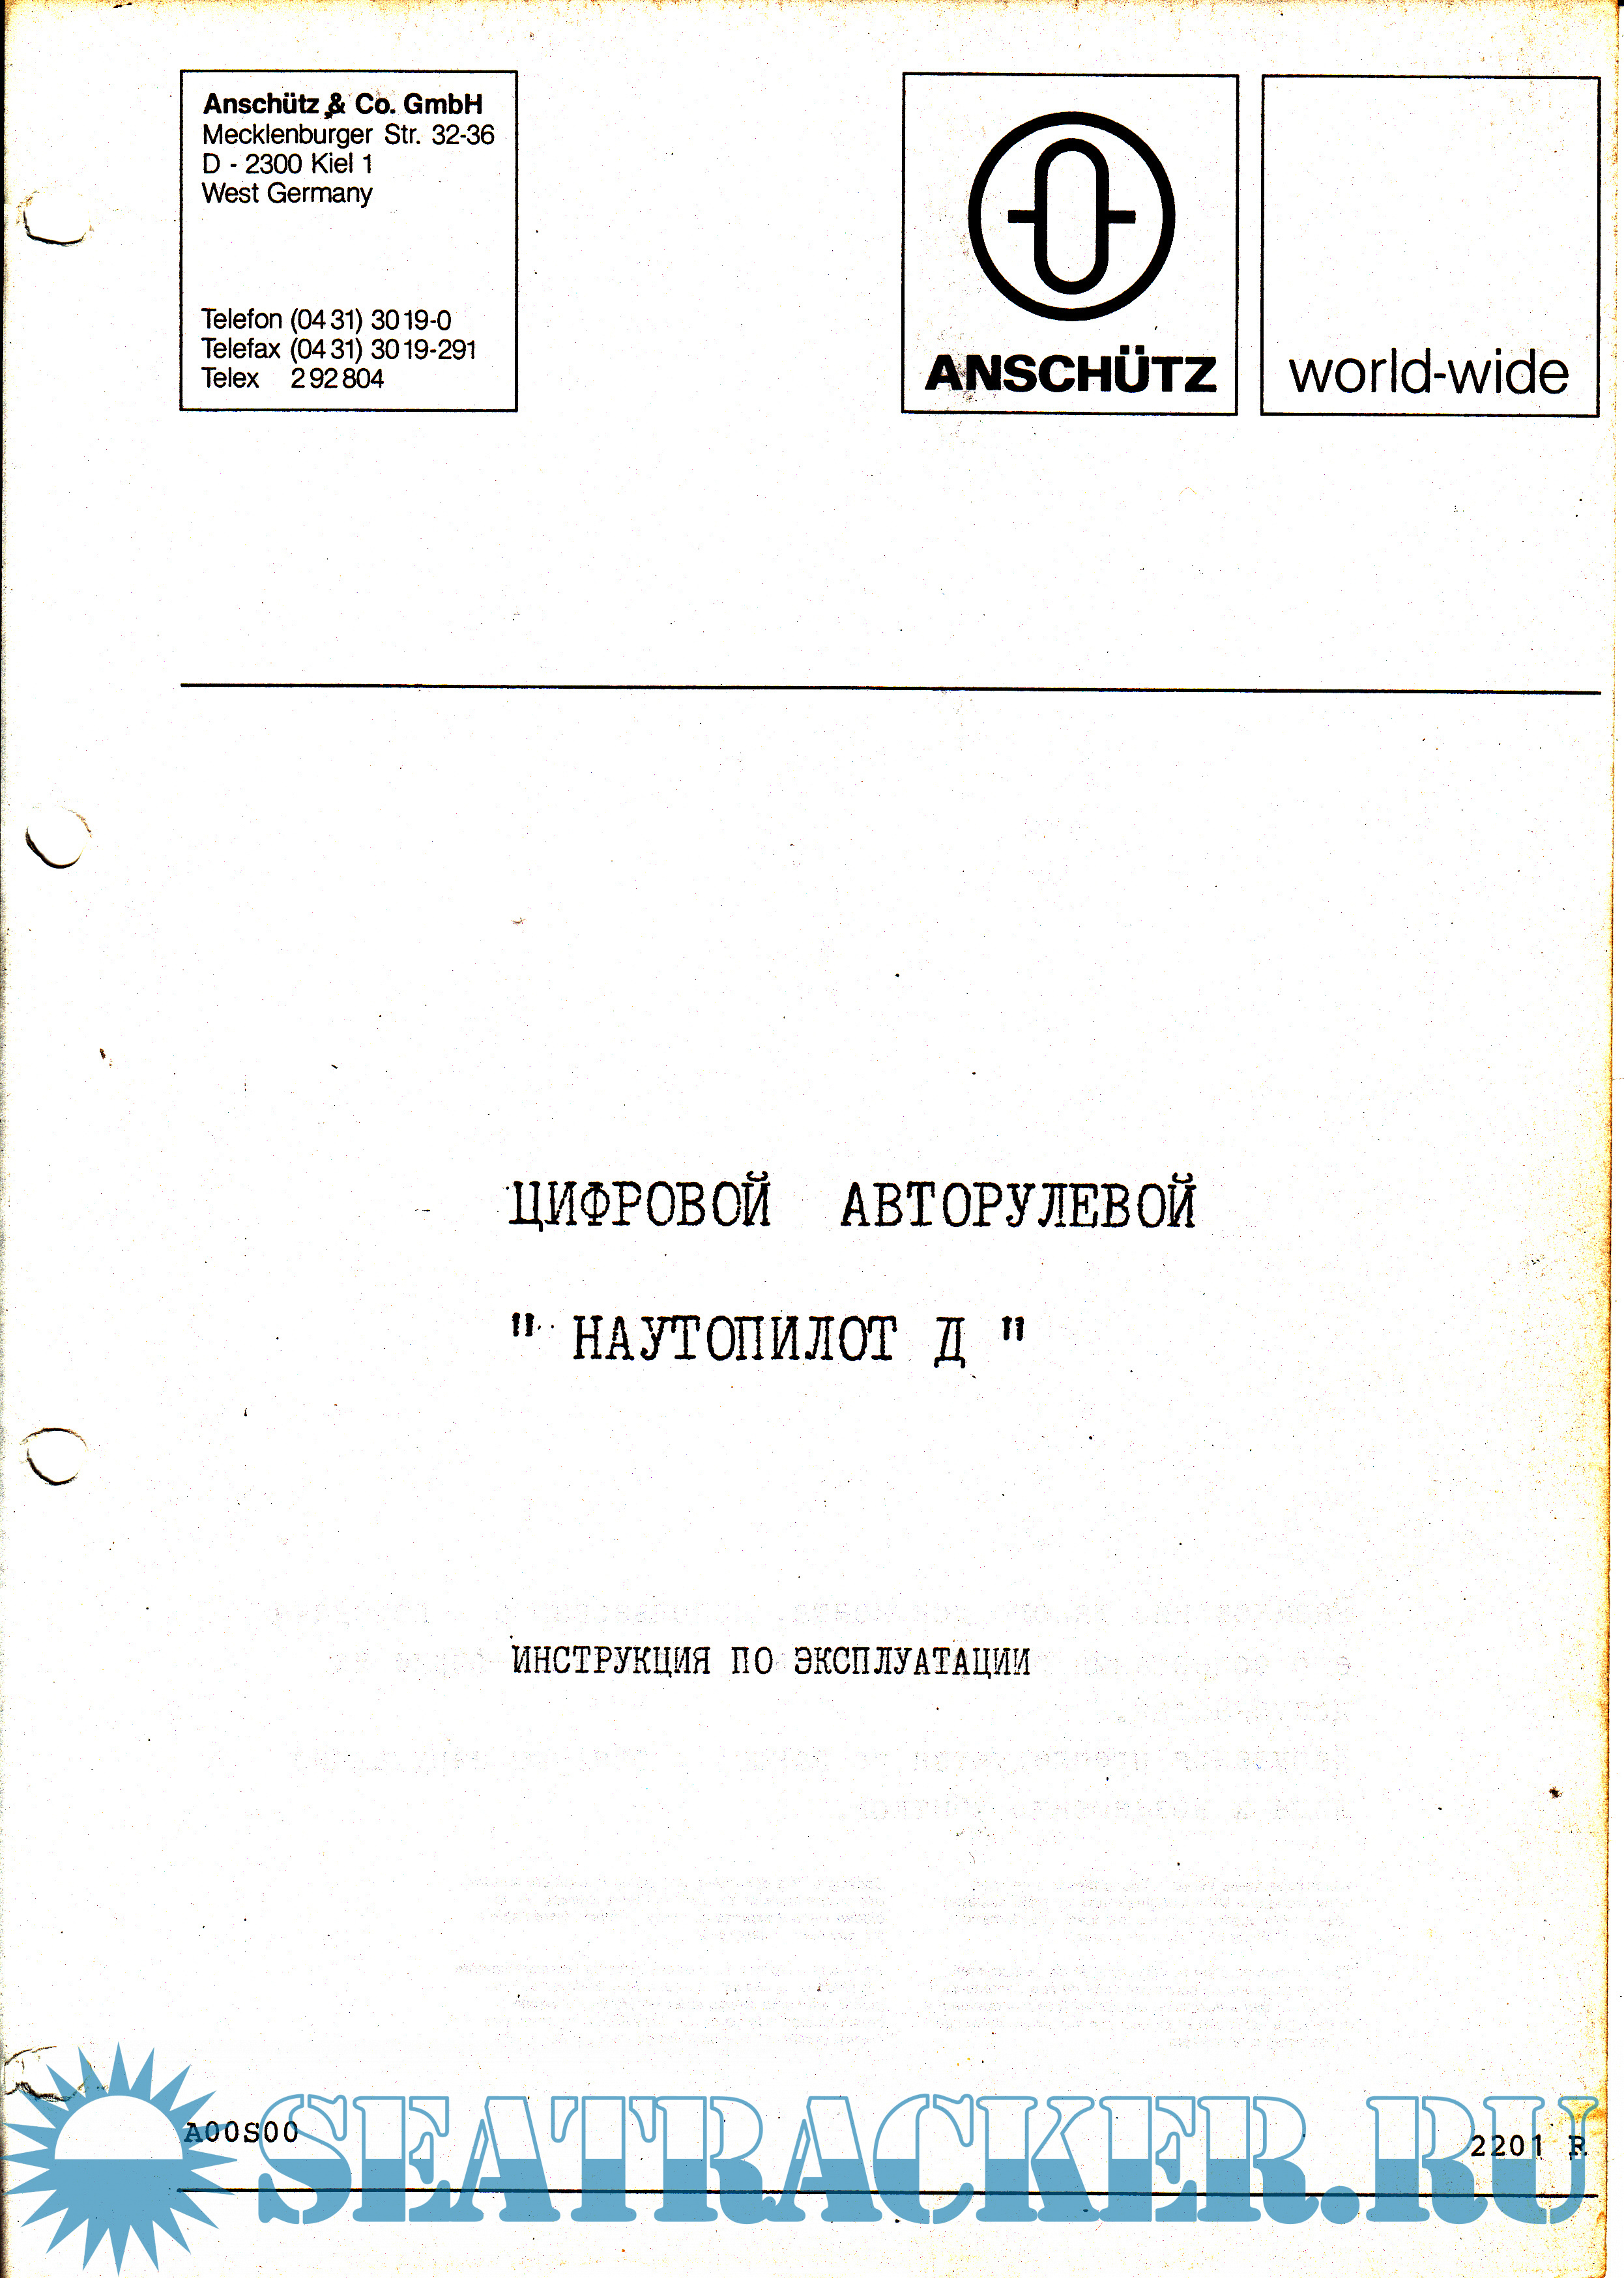 Anschütz & Co. GmbH
Mecklenburger Str. 32-36
D - 2300 Kiel 1
West Germany
Telefon (04 31) 30 19-0
Telefax (04 31) 30 19-291
Telex 2 92 804
ANSCHÜTZ
world-wide
ЦИФРОВОЙ АВТОРУЛЕВОЙ
" НАУТОПИЛОТ Д "
ИНСТРУКЦИЯ ПО ЭКСПЛУАТАЦИИ
A00S00
2201 R
SEATRACKER.RU